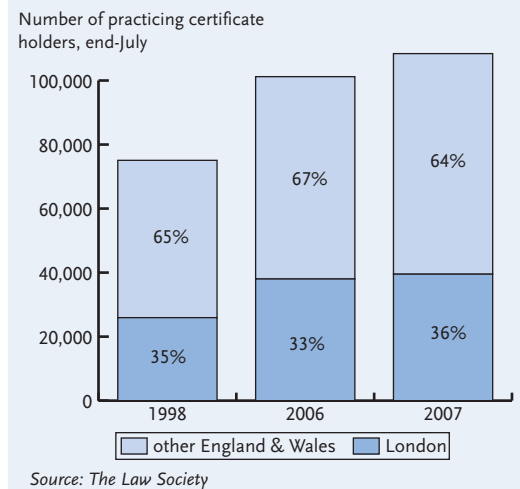 Number of practicing certificate
holders, end-July
100,000
80,000
60,000
40,000
20,000
0
65%
35%
67%
33%
64%
36%
1998 2006 2007
other England & Wales London
Source: The Law Society